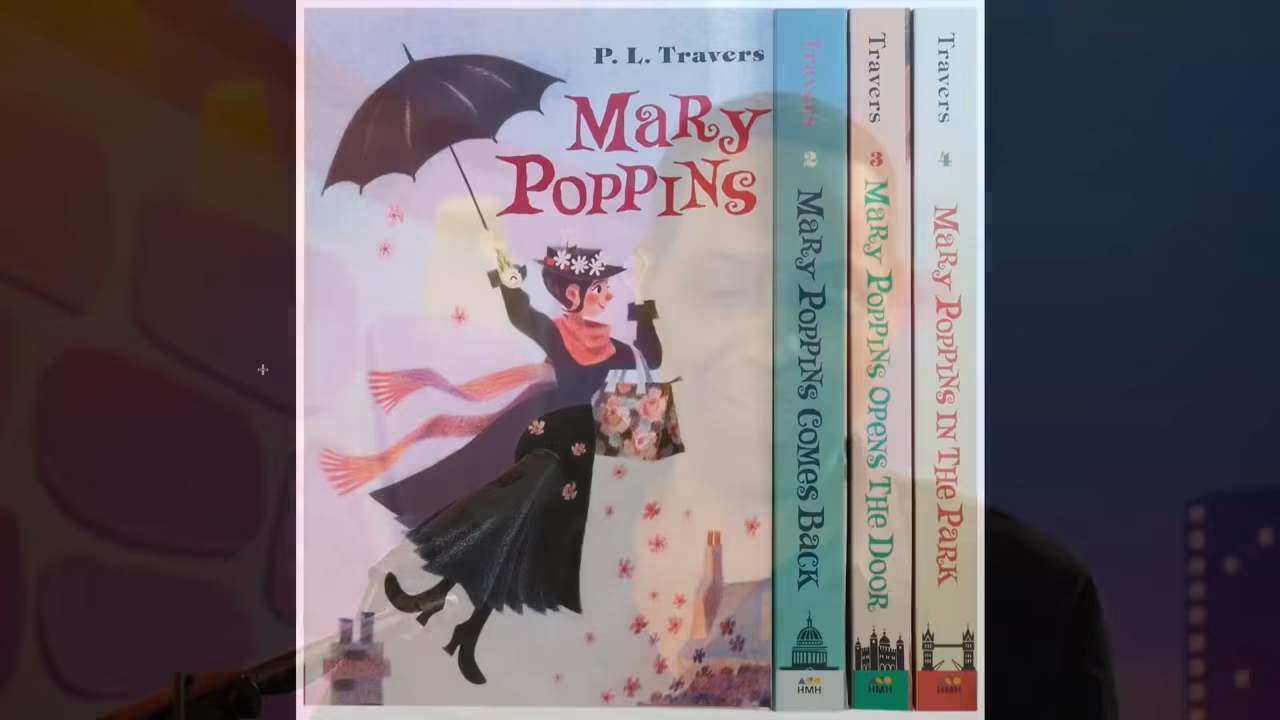 P. L. Travers
MARY
POPPINS
Travers 2 MARY POPPINS COMES BACK
HMH
Travers 3 MARY POPPINS OPENS THE DOOR
HMH
Travers 4 MARY POPPINS IN THE PARK
HMH